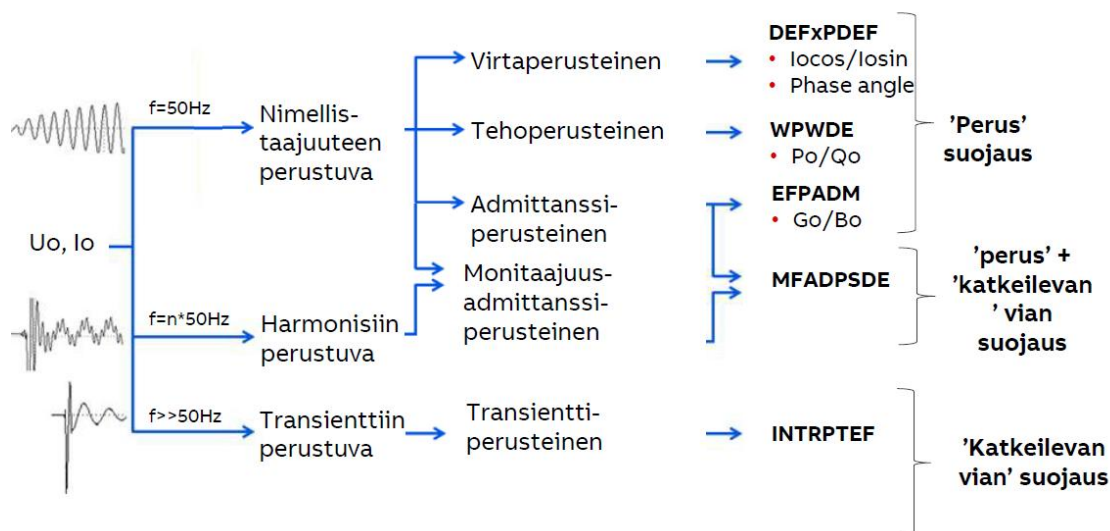 Uo, Io
f=50Hz
Nimellis-
taajuuteen
perustuva
f=n*50Hz
Harmonisiin
perustuva
f>>50Hz
Transienttiin
perustuva
Virtaperusteinen
Tehoperusteinen
Admittanssi-
perusteinen
Monitaajuus-
admittanssi-
perusteinen
Transientti-
perusteinen
DEFxPDEF
• Iocos/Iosin
• Phase angle
WPWDE
• Po/Qo
EFPADM
• Go/Bo
MFADPSDE
INTRPTEF
’Perus’
suojaus
’perus’ +
’katkeilevan
’ vian
suojaus
’Katkeilevan
vian’ suojaus